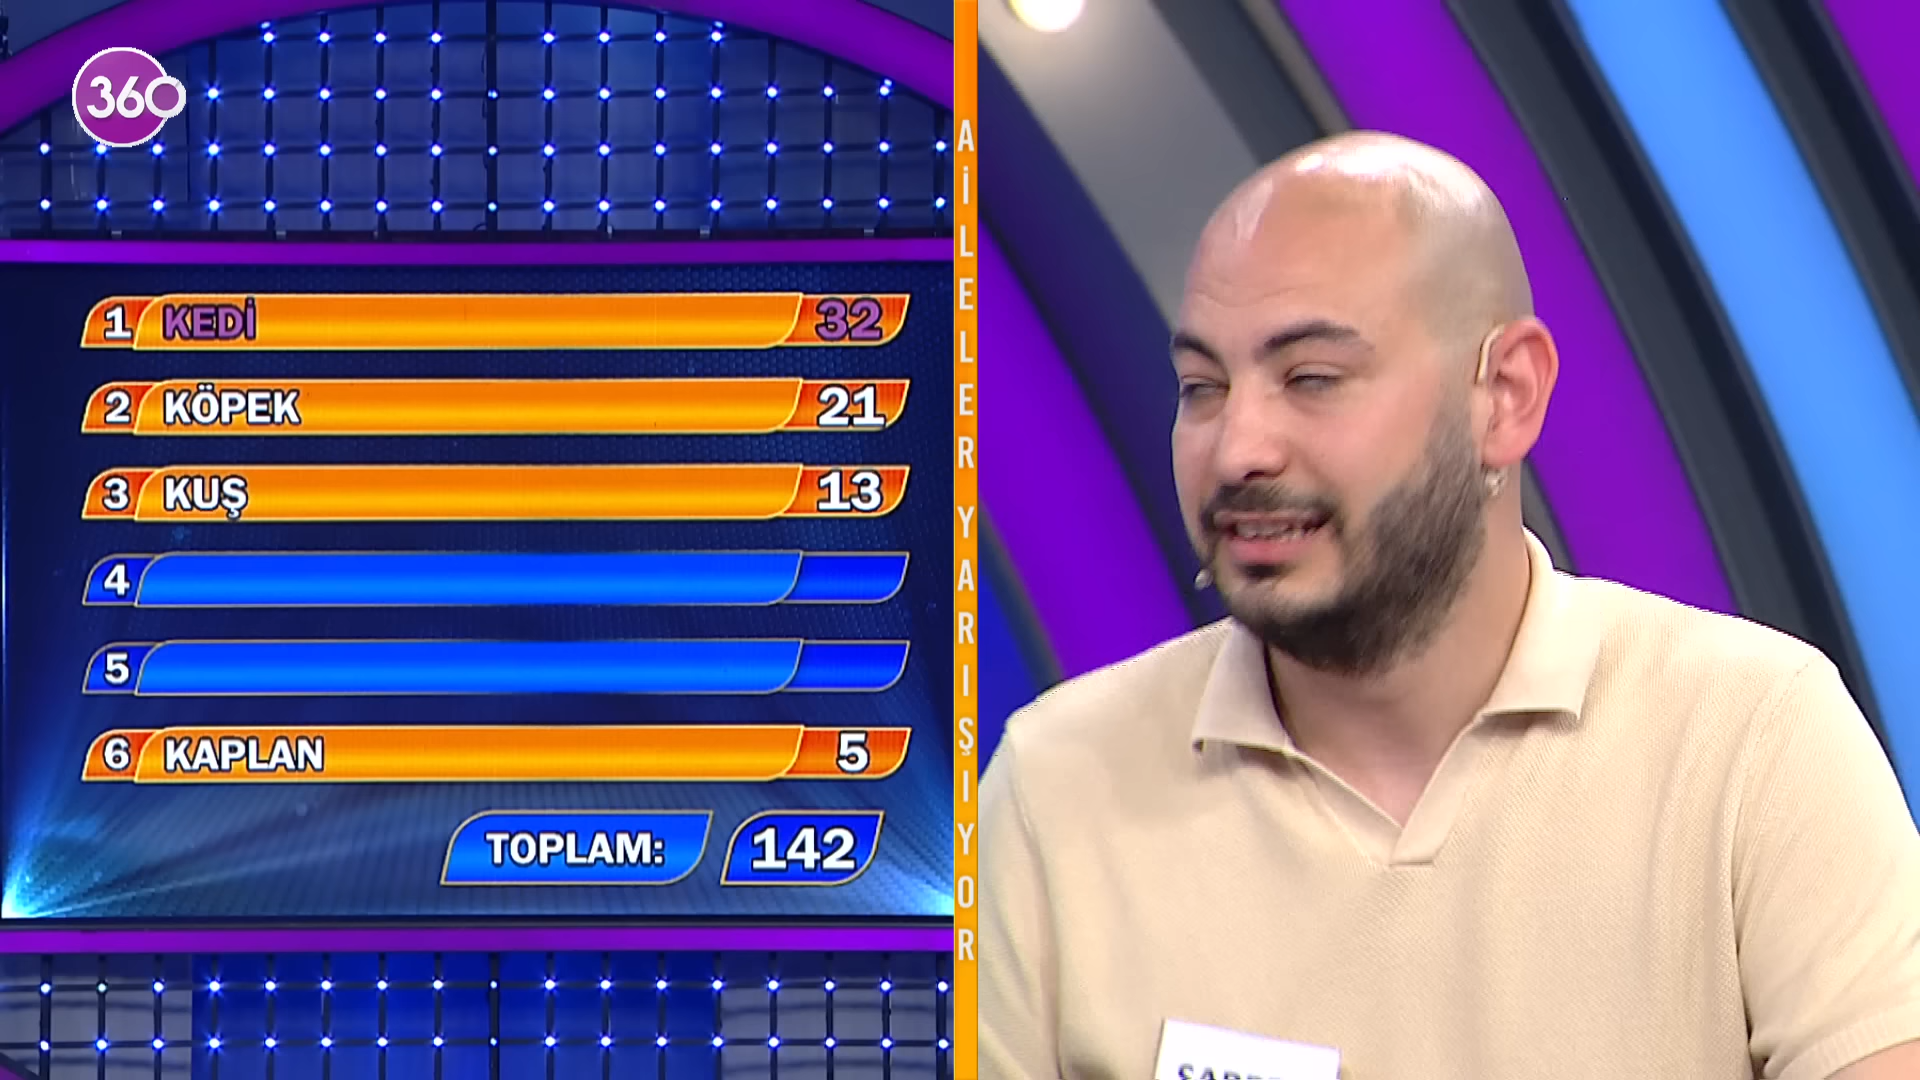 360
1 KEDİ 32
2 KÖPEK 21
3 KUŞ 13
4
5
6 KAPLAN 5
TOPLAM: 142
AİLELER YARIŞIYOR